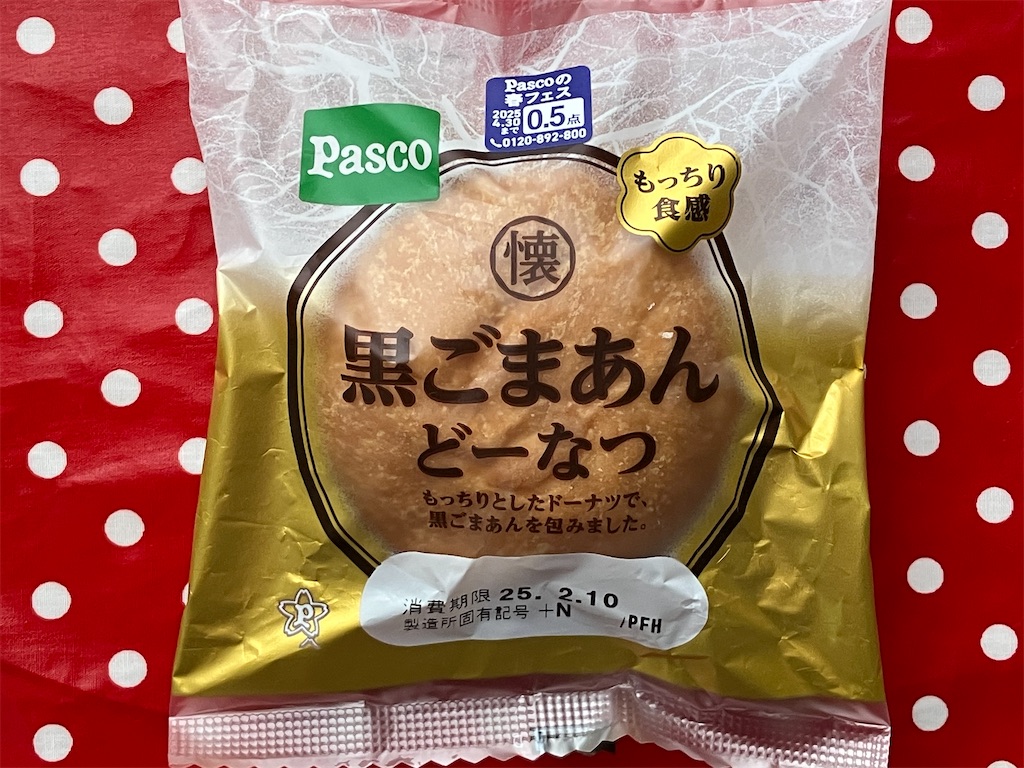 Pascoの
春フェス
2025
4.30
まで
0.5点
0120-892-800
Pasco
もっちり
食感
懐
黒ごまあん
どーなつ
もっちりとしたドーナツで、
黒ごまあんを包みました。
消費期限 25. 2.10
製造所固有記号 +N /PFH
P